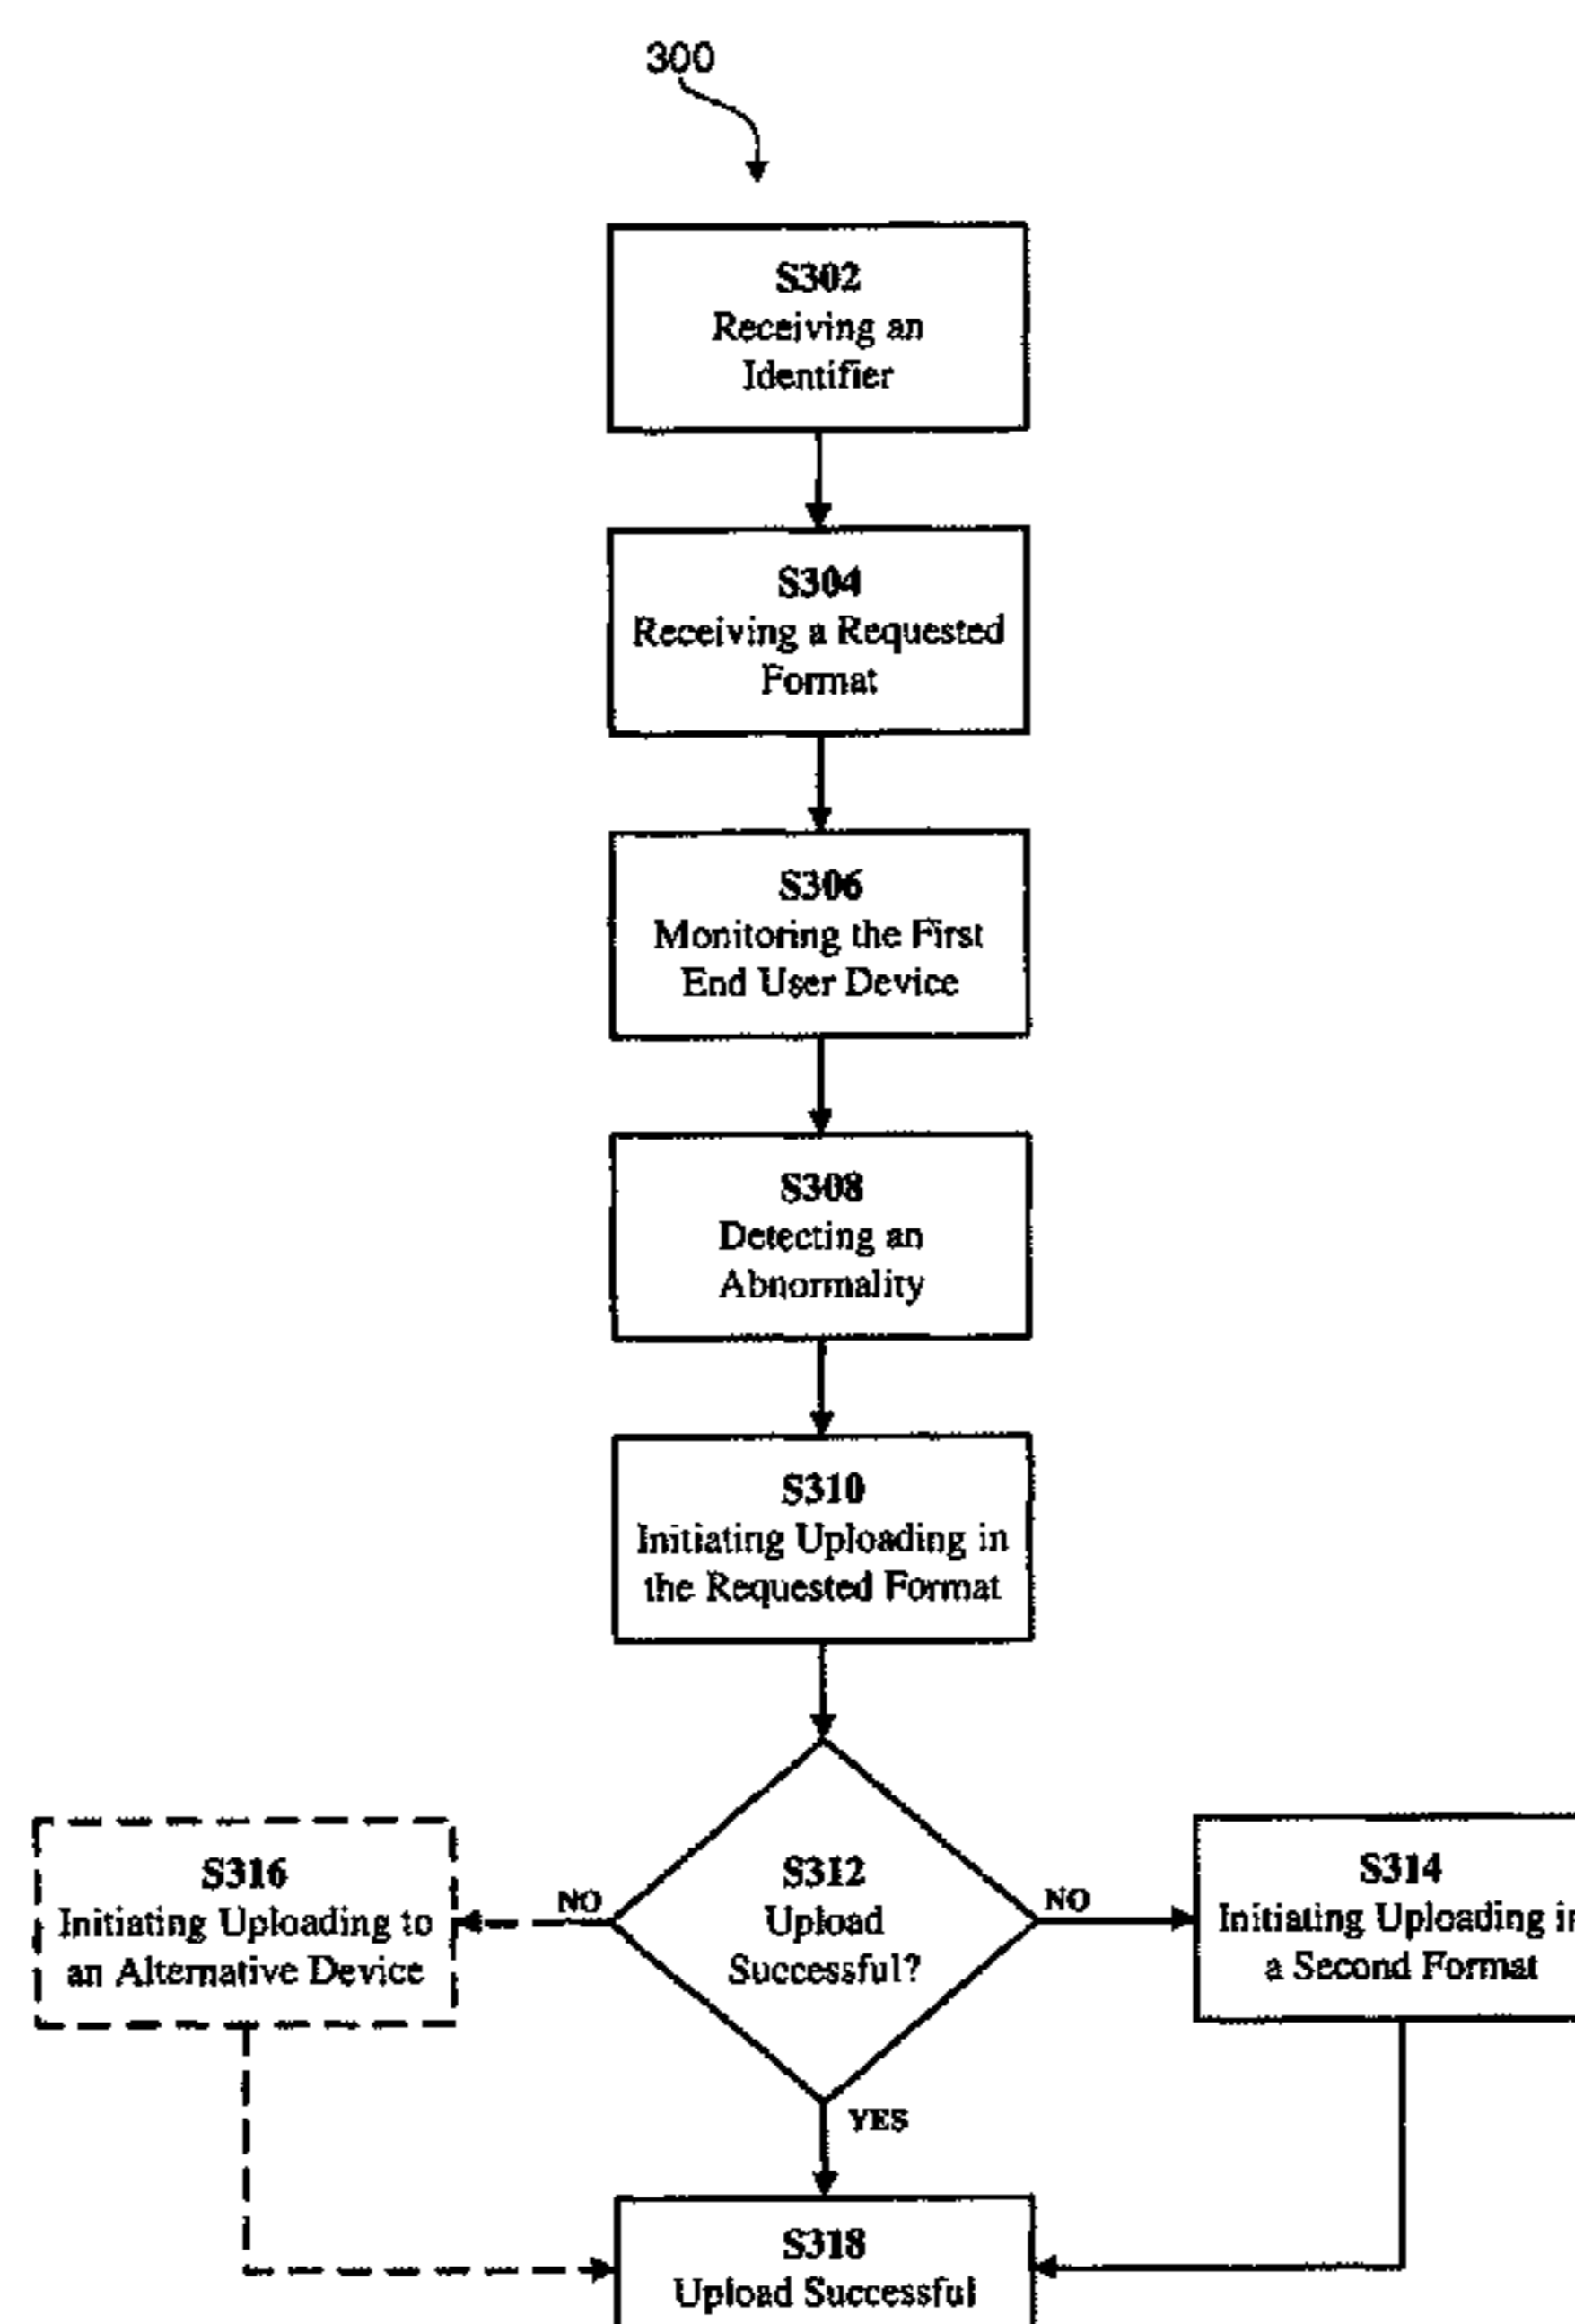 300
S302
Receiving an
Identifier
S304
Receiving a Requested
Format
S306
Monitoring the First
End User Device
S308
Detecting an
Abnormality
S310
Initiating Uploading in
the Requested Format
S316
Initiating Uploading to
an Alternative Device
NO
S312
Upload
Successful?
NO
S314
Initiating Uploading in
a Second Format
YES
S318
Upload Successful